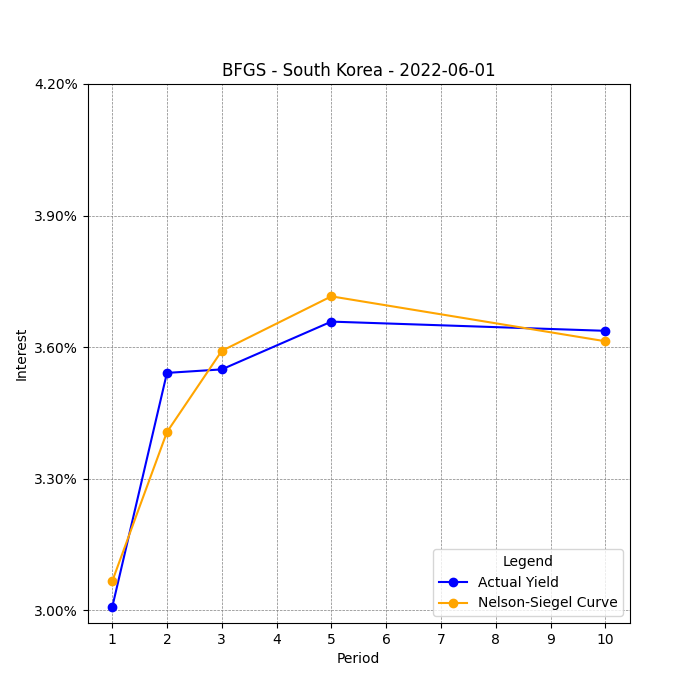 BFGS - South Korea - 2022-06-01
4.20%
3.90%
3.60%
3.30%
3.00%
Interest
1 2 3 4 5 6 7 8 9 10
Period
Legend
Actual Yield
Nelson-Siegel Curve